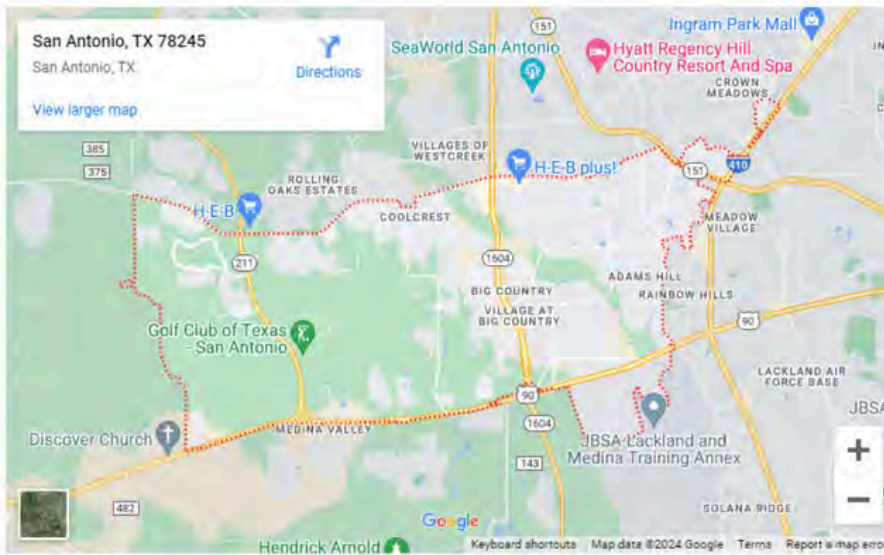 San Antonio, TX 78245
San Antonio, TX
Directions
View larger map
151
Ingram Park Mall
SeaWorld San Antonio
151
Hyatt Regency Hill
Country Resort And Spa
CROWN
MEADOWS
385
375
VILLAGES OF
WESTCREEK
H-E-B plus!
410
151
ROLLING
OAKS ESTATES
H-E-B
COOLCREST
MEADOW
VILLAGE
211
1604
ADAMS HILL
BIG COUNTRY
RAINBOW HILLS
VILLAGE AT
BIG COUNTRY
90
Golf Club of Texas
- San Antonio
LACKLAND AIR
FORCE BASE
90
JBSA
Discover Church
MEDINA VALLEY
1604
JBSA-Lackland and
Medina Training Annex
143
482
SOLANA RIDGE
Google
Hendrick Arnold
Keyboard shortcuts
Map data ©2024 Google
Terms
Report a map erro